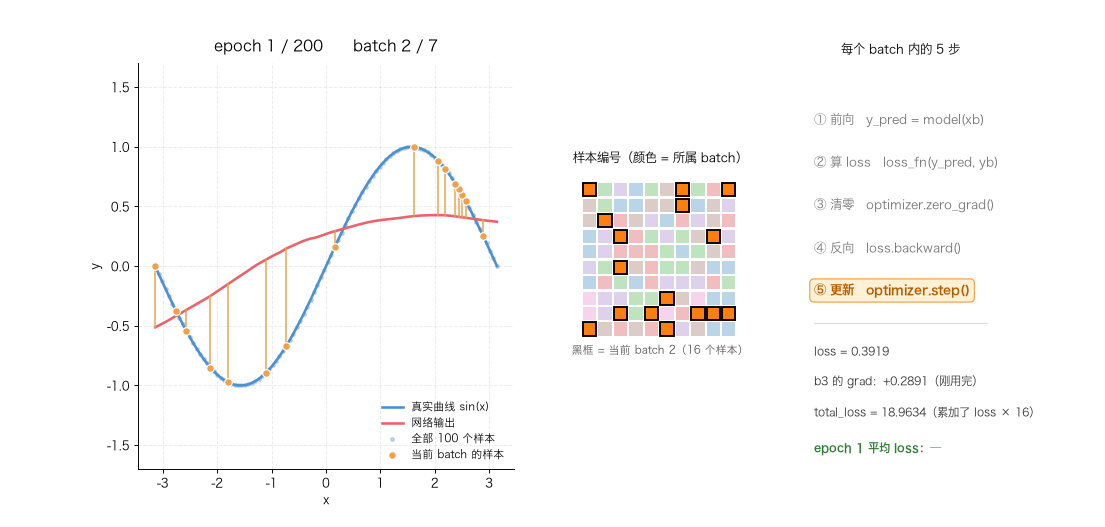 epoch 1 / 200 batch 2 / 7
1.5
1.0
0.5
0.0
-0.5
-1.0
-1.5
y
-3
-2
-1
0
1
2
3
x
真实曲线 sin(x)
网络输出
全部 100 个样本
当前 batch 的样本
样本编号（颜色 = 所属 batch）
黑框 = 当前 batch 2（16 个样本）
每个 batch 内的 5 步
① 前向 y_pred = model(xb)
② 算 loss loss_fn(y_pred, yb)
③ 清零 optimizer.zero_grad()
④ 反向 loss.backward()
⑤ 更新 optimizer.step()
loss = 0.3919
b3 的 grad：+0.2891（刚用完）
total_loss = 18.9634（累加了 loss × 16）
epoch 1 平均 loss：—